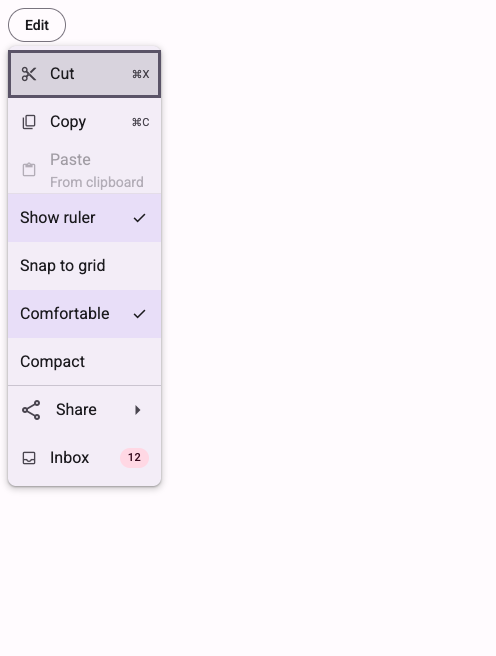 Edit
Cut ⌘X
Copy ⌘C
Paste
From clipboard
Show ruler
Snap to grid
Comfortable
Compact
Share
Inbox 12